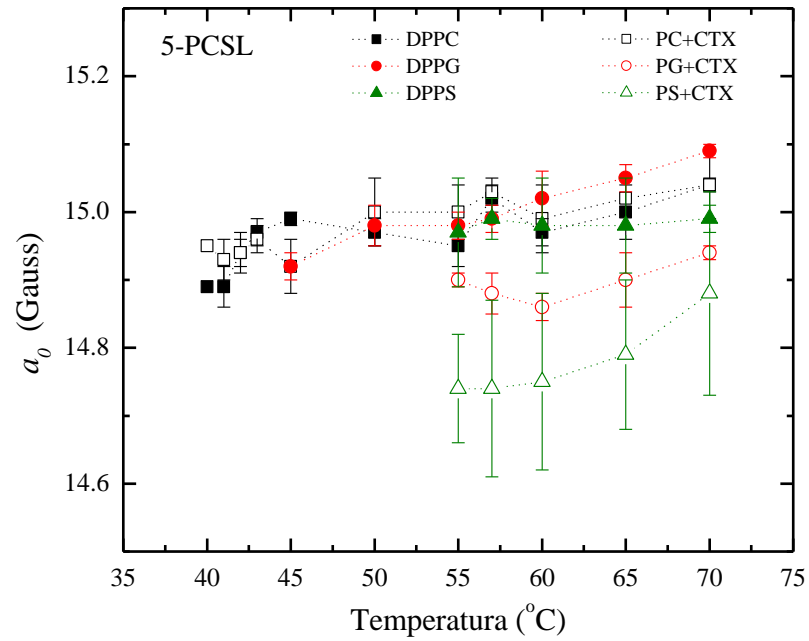 5-PCSL
DPPC
DPPG
DPPS
PC+CTX
PG+CTX
PS+CTX
15.2
15.0
14.8
14.6
a₀ (Gauss)
35 40 45 50 55 60 65 70 75
Temperatura (°C)